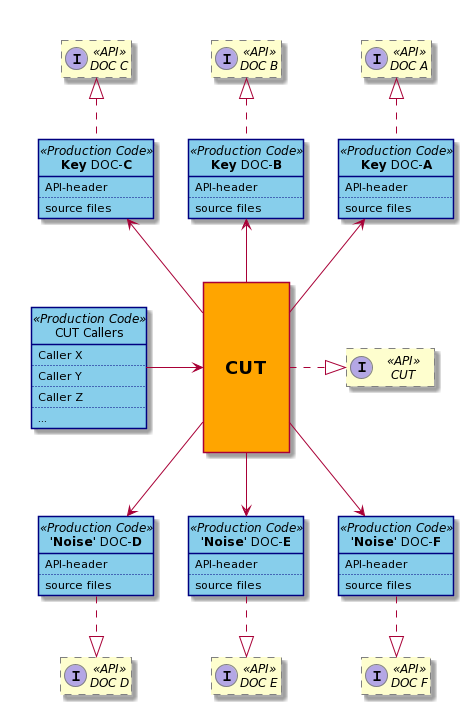 I
«API»
DOC C
I
«API»
DOC B
I
«API»
DOC A
«Production Code»
Key DOC-C
API-header
source files
«Production Code»
Key DOC-B
API-header
source files
«Production Code»
Key DOC-A
API-header
source files
«Production Code»
CUT Callers
Caller X
Caller Y
Caller Z
...
CUT
I
«API»
CUT
«Production Code»
'Noise' DOC-D
API-header
source files
«Production Code»
'Noise' DOC-E
API-header
source files
«Production Code»
'Noise' DOC-F
API-header
source files
I
«API»
DOC D
I
«API»
DOC E
I
«API»
DOC F